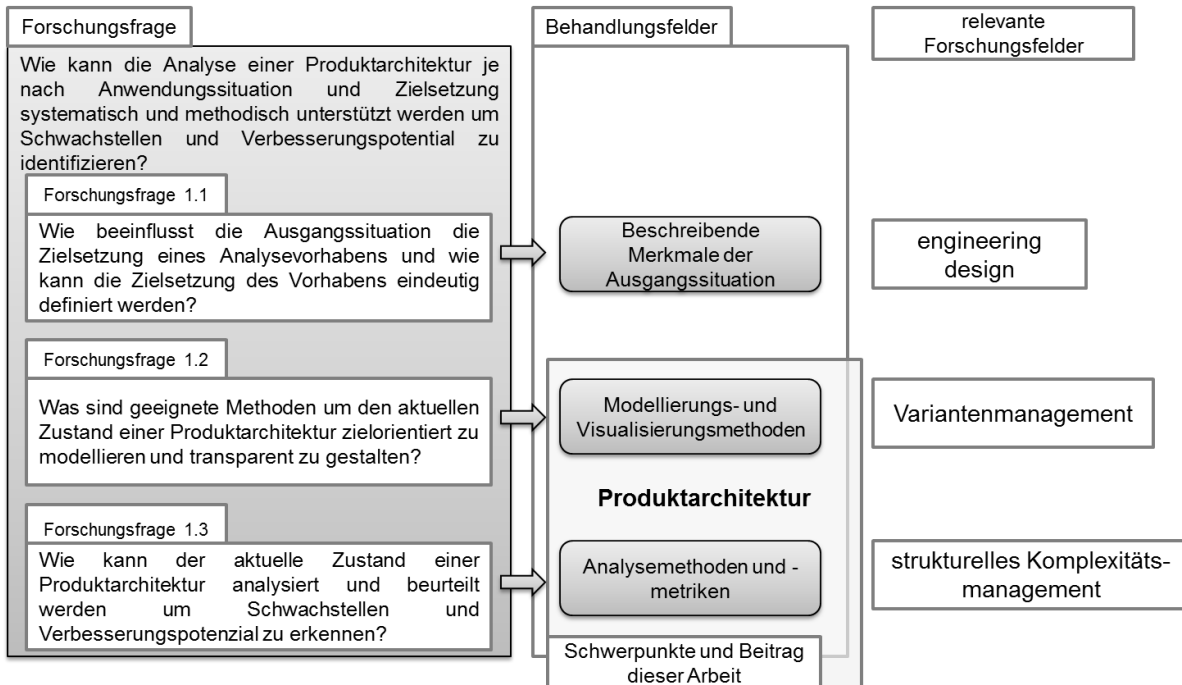 Forschungsfrage
Wie kann die Analyse einer Produktarchitektur je
nach Anwendungssituation und Zielsetzung
systematisch und methodisch unterstützt werden um
Schwachstellen und Verbesserungspotential zu
identifizieren?
Forschungsfrage 1.1
Wie beeinflusst die Ausgangssituation die
Zielsetzung eines Analysevorhabens und wie
kann die Zielsetzung des Vorhabens eindeutig
definiert werden?
Forschungsfrage 1.2
Was sind geeignete Methoden um den aktuellen
Zustand einer Produktarchitektur zielorientiert zu
modellieren und transparent zu gestalten?
Forschungsfrage 1.3
Wie kann der aktuelle Zustand einer
Produktarchitektur analysiert und beurteilt
werden um Schwachstellen und
Verbesserungspotenzial zu erkennen?
Behandlungsfelder
Beschreibende
Merkmale der
Ausgangssituation
Modellierungs- und
Visualisierungsmethoden
Produktarchitektur
Analysemethoden und -
metriken
Schwerpunkte und Beitrag
dieser Arbeit
relevante
Forschungsfelder
engineering
design
Variantenmanagement
strukturelles Komplexitäts-
management